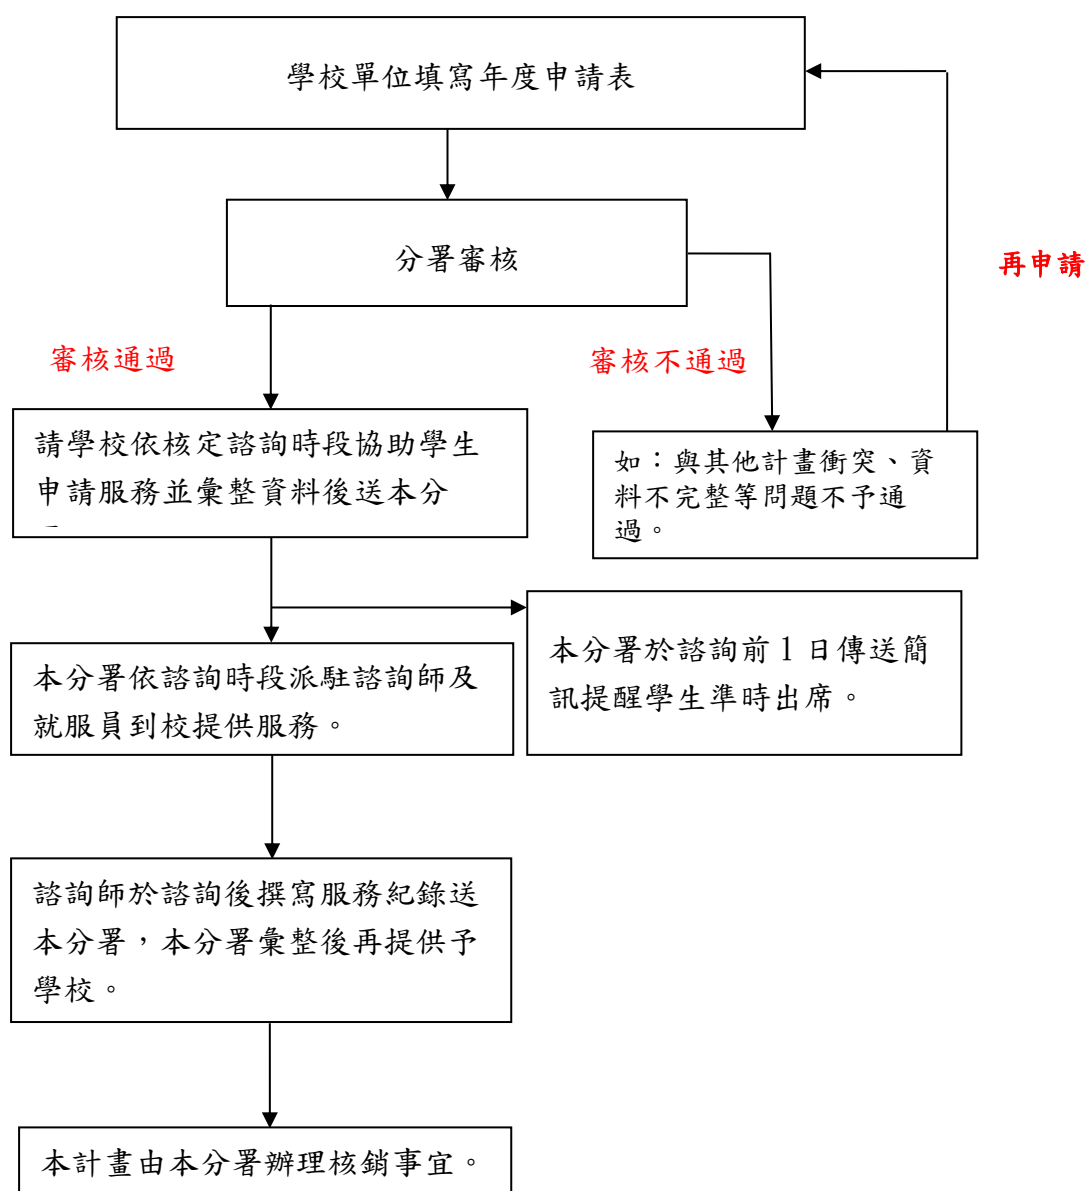 學校單位填寫年度申請表
分署審核
再申請
審核通過
審核不通過
請學校依核定諮詢時段協助學生
申請服務並彙整資料後送本分
如：與其他計畫衝突、資
料不完整等問題不予通
過。
本分署於諮詢前 1 日傳送簡
訊提醒學生準時出席。
本分署依諮詢時段派駐諮詢師及
就服員到校提供服務。
諮詢師於諮詢後撰寫服務紀錄送
本分署，本分署彙整後再提供予
學校。
本計畫由本分署辦理核銷事宜。